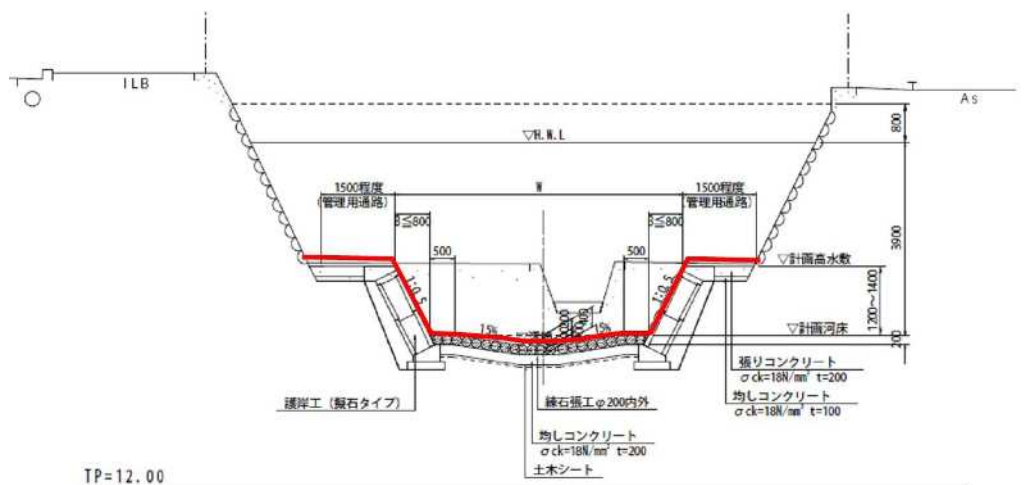 ILB
As
800
▽H.W.L
1500程度
(管理用通路)
W
1500程度
(管理用通路)
B≦800
B≦800
500
500
3900
▽計画高水敷
1:0.5
1:0.5
1200～1400
15%
15%
▽計画河床
200
張りコンクリート
σck=18N/mm² t=200
護岸工（擬石タイプ）
練石張工φ200内外
均しコンクリート
σck=18N/mm² t=100
均しコンクリート
σck=18N/mm² t=200
土木シート
TP=12.00